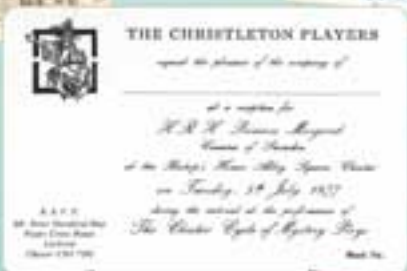 THE CHRISTLETON PLAYERS
request the pleasure of the company of
at a reception for
H.R.H. Princess Margaret
Countess of Snowdon
at the Bishop's House Abbey Square Chester
on Tuesday, 5th July 1977
during the interval at the performance of
The Chester Cycle of Mystery Plays
R.S.V.P.